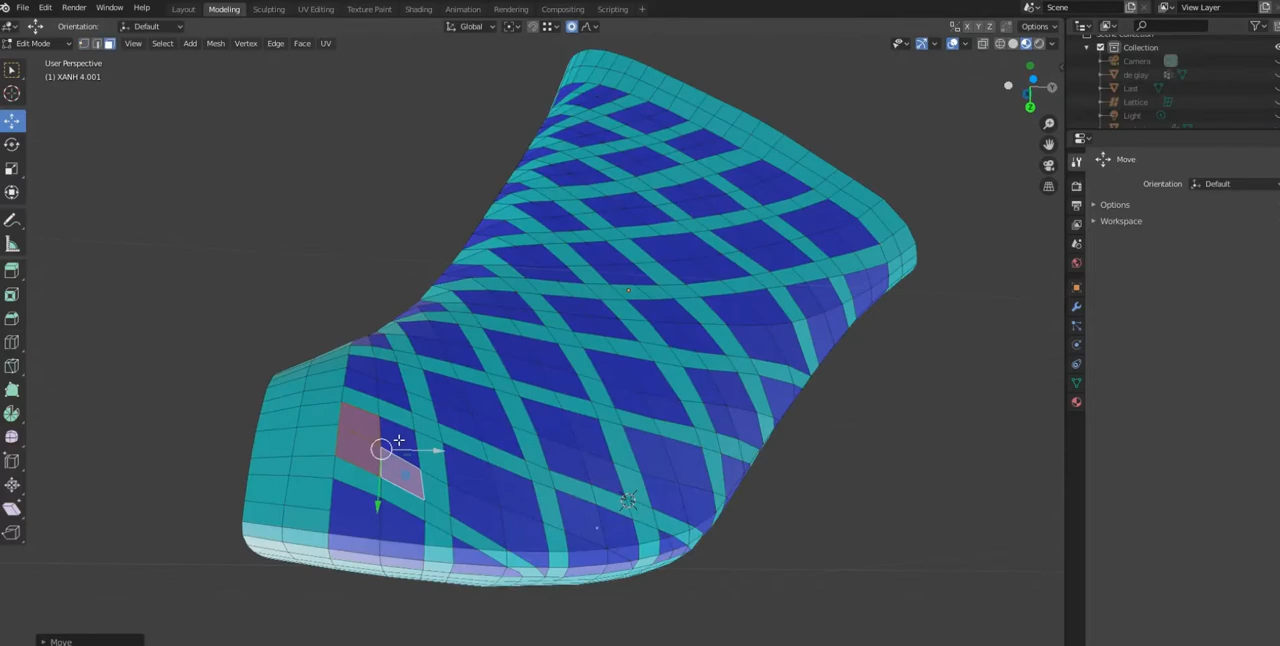 File Edit Render Window Help Layout Modeling Sculpting UV Editing Texture Paint Shading Animation Rendering Compositing Scripting + Scene View Layer
Orientation: Default Global X Y Z Options
Edit Mode View Select Add Mesh Vertex Edge Face UV
User Perspective
(1) XANH 4.001
Collection
Camera
de giay
Last
Lattice
Light
Y
Z
Move
Orientation Default
Options
Workspace
Move